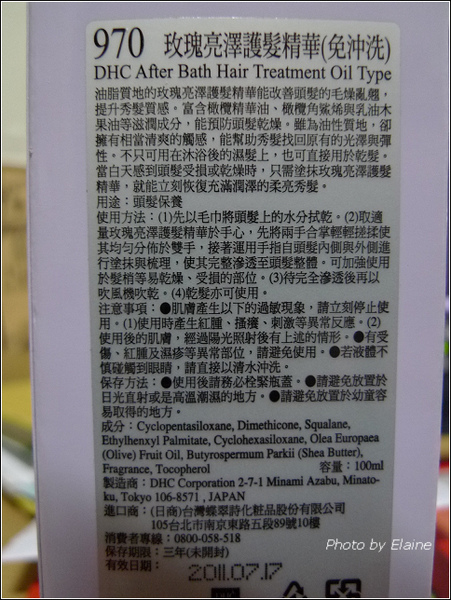 970 玫瑰亮澤護髮精華(免沖洗)
DHC After Bath Hair Treatment Oil Type
油脂質地的玫瑰亮澤護髮精華能改善頭髮的毛燥亂翹，
提升秀髮質感。富含橄欖精華油、橄欖角鯊烯與乳油木
果油等滋潤成分，能預防頭髮乾燥。雖為油性質地，卻
擁有相當清爽的觸感，能幫助秀髮找回原有的光澤與彈
性。不只可用在沐浴後的濕髮上，也可直接用於乾髮。
當白天感到頭髮受損或乾燥時，只需塗抹玫瑰亮澤護髮
精華，就能立刻恢復充滿潤澤的柔亮秀髮。
用途：頭髮保養
使用方法：(1)先以毛巾將頭髮上的水分拭乾。(2)取適
量玫瑰亮澤護髮精華於手心，先將兩手合掌輕輕搓揉使
其均勻分佈於雙手，接著運用手指自頭髮內側與外側進
行塗抹與梳理，使其完整滲透至頭髮整體。可加強使用
於髮梢等易乾燥、受損的部位。(3)待完全滲透後再以
吹風機吹乾。(4)乾髮亦可使用。
注意事項：●肌膚產生以下的過敏現象，請立刻停止使
用。(1)使用時產生紅腫、搔癢、刺激等異常反應。(2)
使用後的肌膚，經過陽光照射後有上述的情形。●有受
傷、紅腫及濕疹等異常部位，請避免使用。●若液體不
慎碰觸到眼睛，請直接以清水沖洗。
保存方法：●使用後請務必栓緊瓶蓋。●請避免放置於
日光直射或是高溫潮濕的地方。●請避免放置於幼童容
易取得的地方。
成分：Cyclopentasiloxane, Dimethicone, Squalane,
Ethylhenxyl Palmitate, Cyclohexasiloxane, Olea Europaea
(Olive) Fruit Oil, Butyrospermum Parkii (Shea Butter),
Fragrance, Tocopherol 容量：100ml
製造商：DHC Corporation 2-7-1 Minami Azabu, Minato-
ku, Tokyo 106-8571 , JAPAN
進口商：(日商)台灣蝶翠詩化粧品股份有限公司
105台北市南京東路五段89號10樓
消費者專線：0800-058-518
保存期限：三年(未開封)
有效日期：
2011.07.17
Photo by Elaine